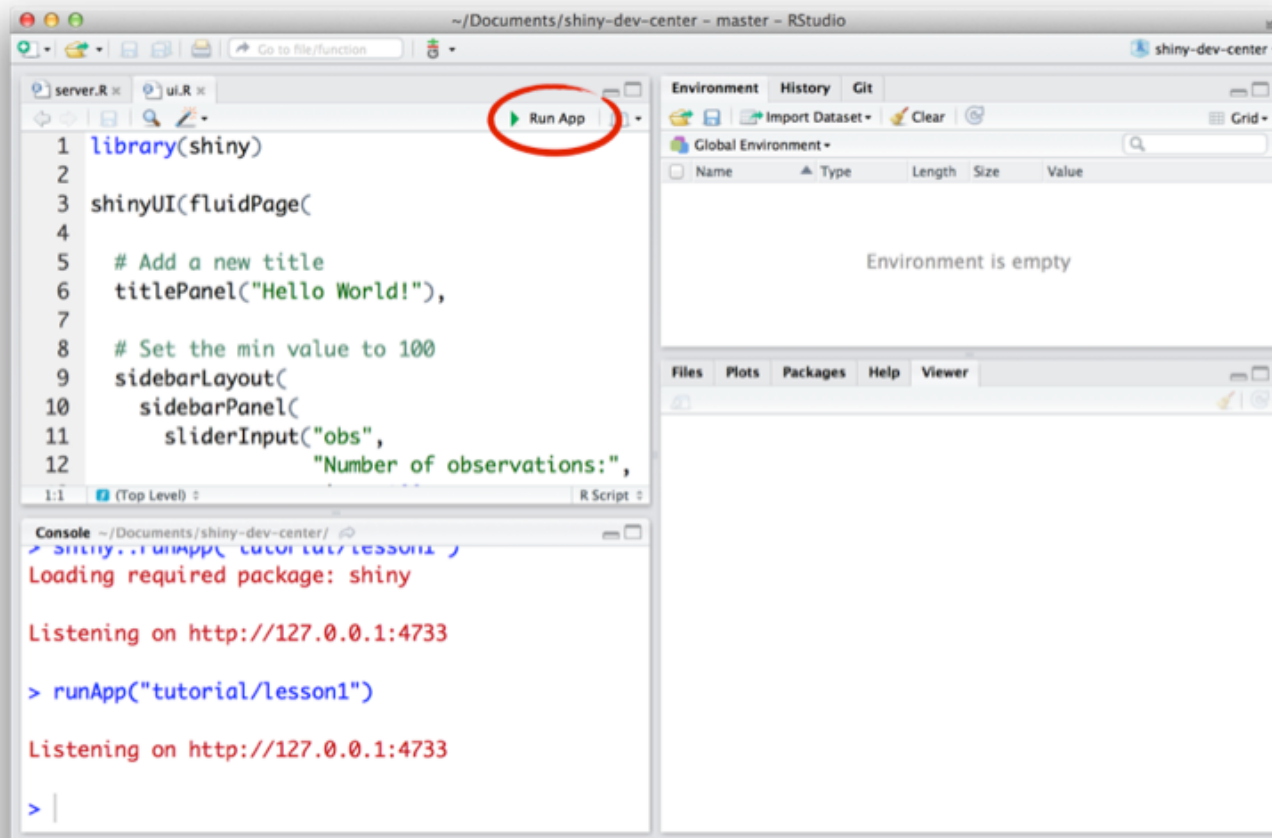 ~/Documents/shiny-dev-center – master – RStudio
Go to file/function
shiny-dev-center
server.R
ui.R
Run App
1 library(shiny)
2
3 shinyUI(fluidPage(
4
5 # Add a new title
6 titlePanel("Hello World!"),
7
8 # Set the min value to 100
9 sidebarLayout(
10 sidebarPanel(
11 sliderInput("obs",
12 "Number of observations:",
1:1 (Top Level) R Script
Console ~/Documents/shiny-dev-center/
> shiny::runApp('tutorial/lesson1')
Loading required package: shiny
Listening on http://127.0.0.1:4733
> runApp("tutorial/lesson1")
Listening on http://127.0.0.1:4733
>
Environment History Git
Import Dataset Clear Grid
Global Environment
Name Type Length Size Value
Environment is empty
Files Plots Packages Help Viewer